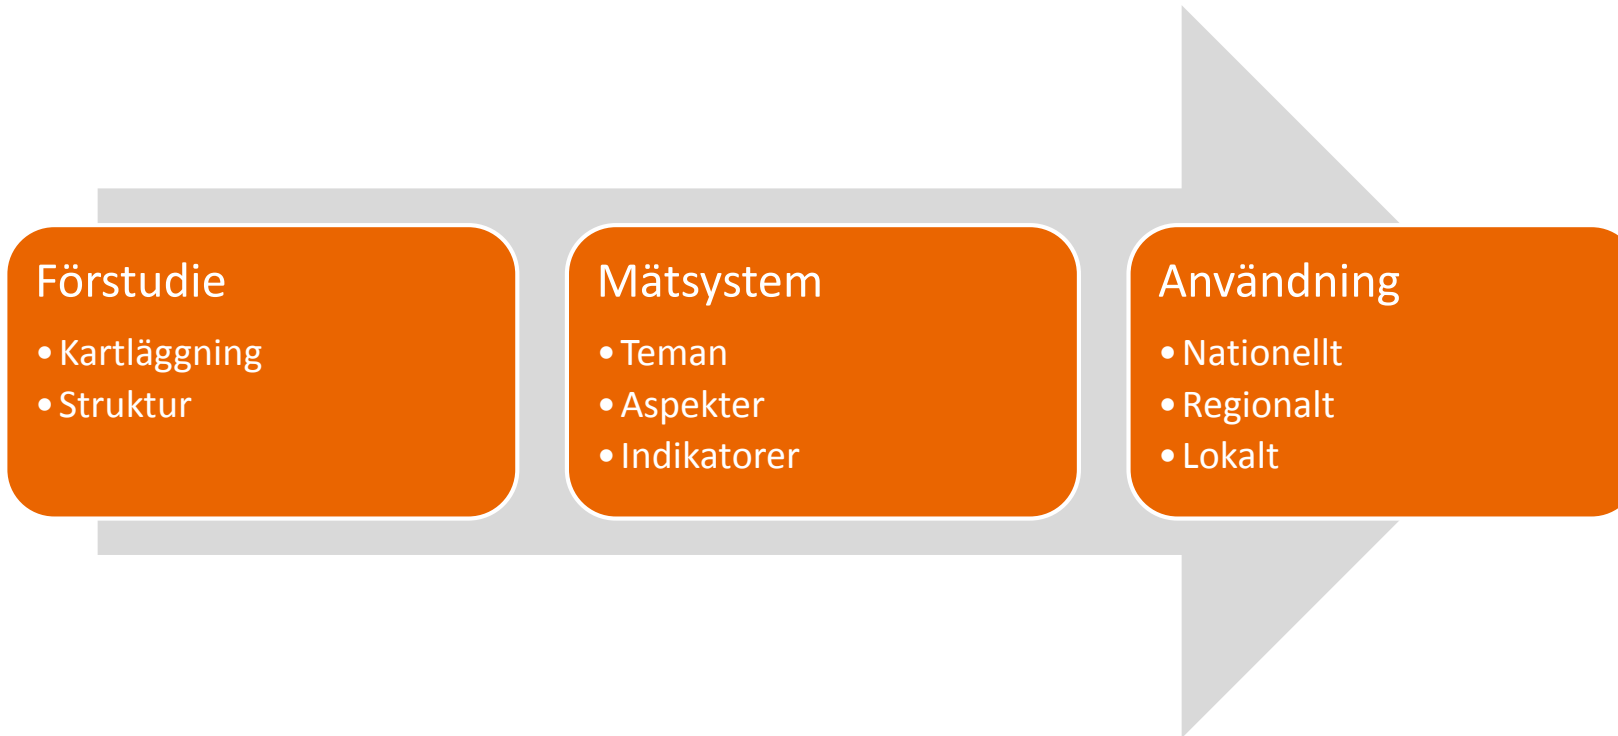 Förstudie
• Kartläggning
• Struktur
Mätsystem
• Teman
• Aspekter
• Indikatorer
Användning
• Nationellt
• Regionalt
• Lokalt